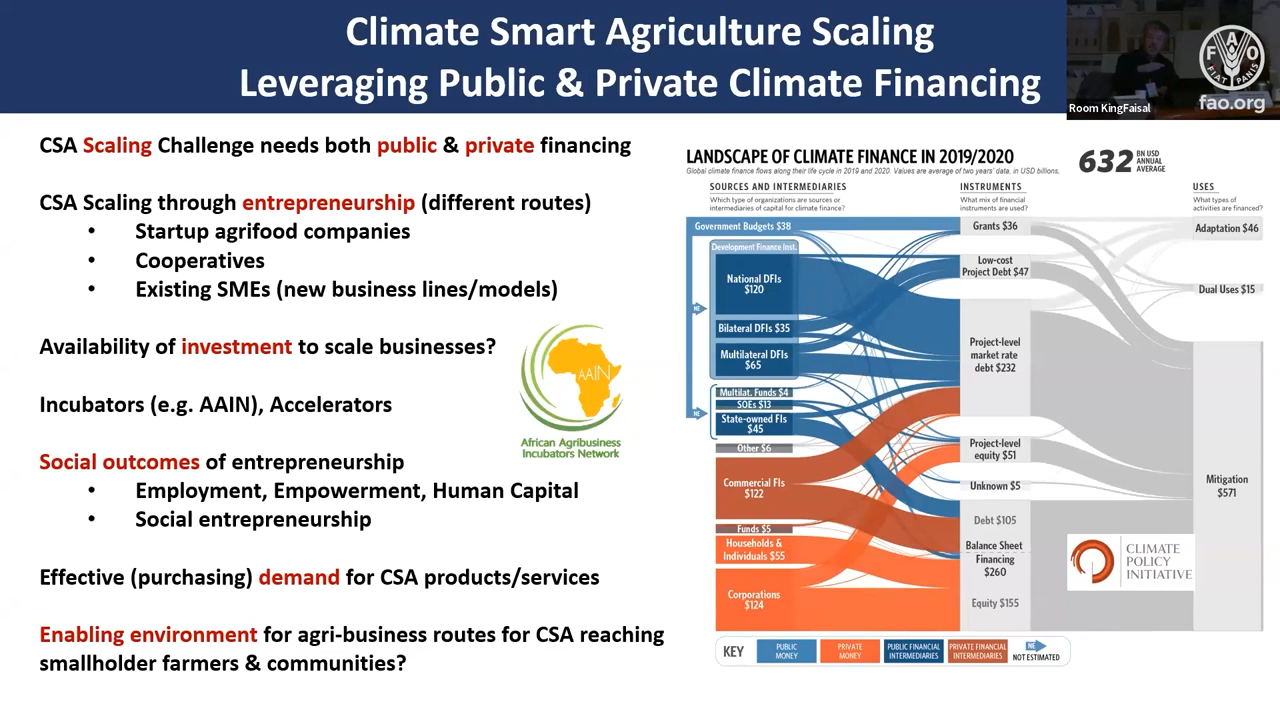 Climate Smart Agriculture Scaling
Leveraging Public & Private Climate Financing
Room KingFaisal
F A O
FIAT PANIS
fao.org
CSA Scaling Challenge needs both public & private financing
CSA Scaling through entrepreneurship (different routes)
• Startup agrifood companies
• Cooperatives
• Existing SMEs (new business lines/models)
Availability of investment to scale businesses?
Incubators (e.g. AAIN), Accelerators
AAIN
African Agribusiness
Incubators Network
Social outcomes of entrepreneurship
• Employment, Empowerment, Human Capital
• Social entrepreneurship
Effective (purchasing) demand for CSA products/services
Enabling environment for agri-business routes for CSA reaching
smallholder farmers & communities?
LANDSCAPE OF CLIMATE FINANCE IN 2019/2020
Global climate finance flows along their life cycle in 2019 and 2020. Values are average of two years' data, in USD billions.
632 BN USD
ANNUAL
AVERAGE
SOURCES AND INTERMEDIARIES
Which type of organizations are sources or
intermediaries of capital for climate finance?
INSTRUMENTS
What mix of financial
instruments are used?
USES
What types of
activities are financed?
Government Budgets $38
Development Finance Inst.
National DFIs
$120
Bilateral DFIs $35
Multilateral DFIs
$65
NE
Multilat. Funds $4
SOEs $13
State-owned FIs
$45
NE
Other $6
Commercial FIs
$122
Funds $5
Households &
Individuals $55
Corporations
$124
Grants $36
Low-cost
Project Debt $47
Project-level
market rate
debt $232
Project-level
equity $51
Unknown $5
Debt $105
Balance Sheet
Financing
$260
Equity $155
Adaptation $46
Dual Uses $15
Mitigation
$571
CLIMATE
POLICY
INITIATIVE
KEY
PUBLIC
MONEY
PRIVATE
MONEY
PUBLIC FINANCIAL
INTERMEDIARIES
PRIVATE FINANCIAL
INTERMEDIARIES
NE
NOT ESTIMATED